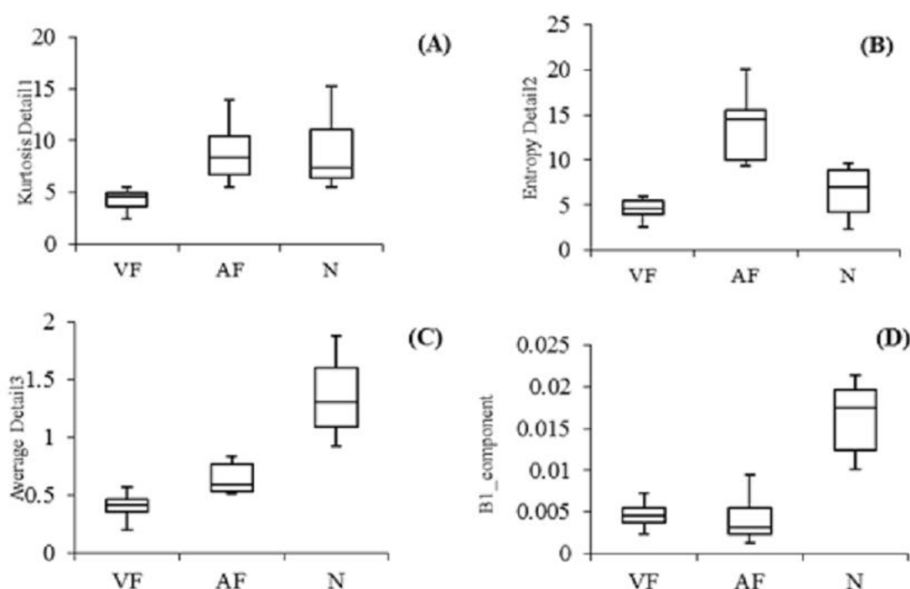 (A)
Kurtosis Detail1
20
15
10
5
0
VF AF N
(B)
Entropy Detail2
25
20
15
10
5
0
VF AF N
(C)
Average Detail3
2
1.5
1
0.5
0
VF AF N
(D)
B1_component
0.025
0.02
0.015
0.01
0.005
0
VF AF N